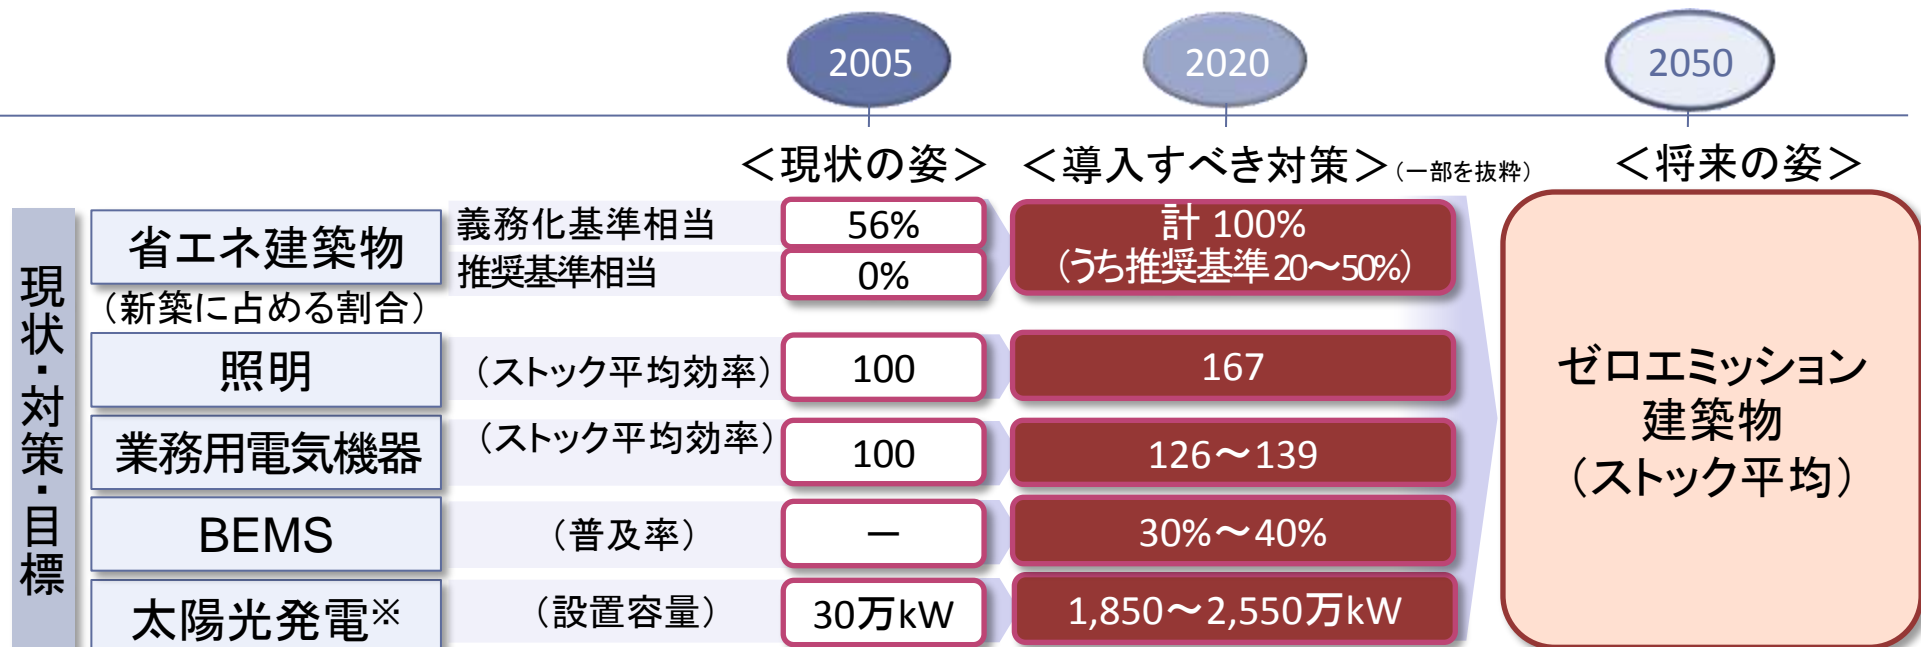 2005
2020
2050
＜現状の姿＞
＜導入すべき対策＞（一部を抜粋）
＜将来の姿＞
現状・対策・目標
省エネ建築物
（新築に占める割合）
義務化基準相当
56%
推奨基準相当
0%
計 100%
（うち推奨基準20～50%）
照明
（ストック平均効率）
100
167
業務用電気機器
（ストック平均効率）
100
126～139
BEMS
（普及率）
－
30%～40%
太陽光発電※
（設置容量）
30万kW
1,850～2,550万kW
ゼロエミッション
建築物
（ストック平均）